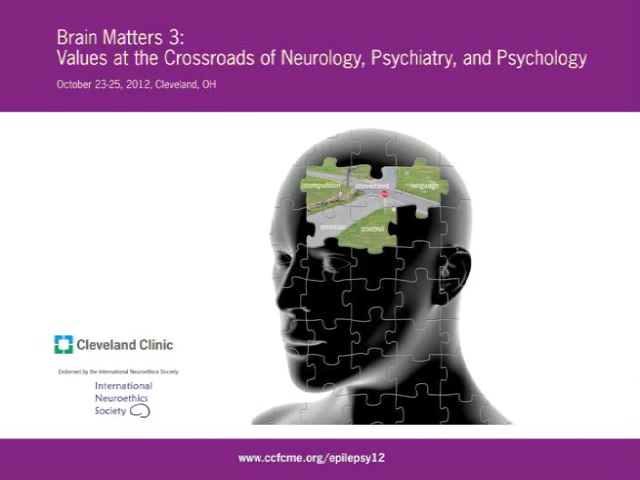 Brain Matters 3:
Values at the Crossroads of Neurology, Psychiatry, and Psychology
October 23-25, 2012, Cleveland, OH
compulsion movement language
emotion control
Cleveland Clinic
Endorsed by the International Neuroethics Society
International
Neuroethics
Society
www.ccfcme.org/epilepsy12